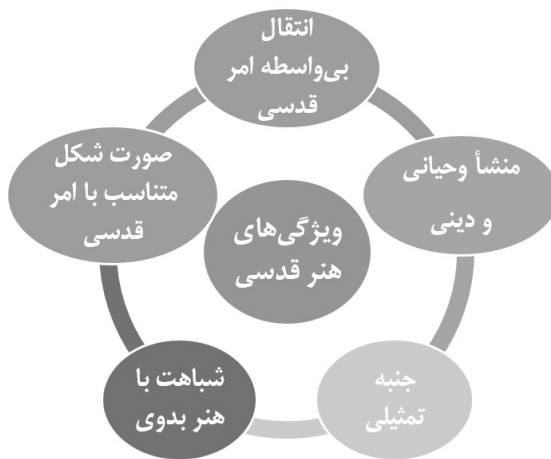 انتقال
بی‌واسطه امر
قدسی
منشأ وحیانی
و دینی
جنبه
تمثیلی
شباهت با
هنر بدوی
صورت شکل
متناسب با امر
قدسی
ویژگی‌های
هنر قدسی